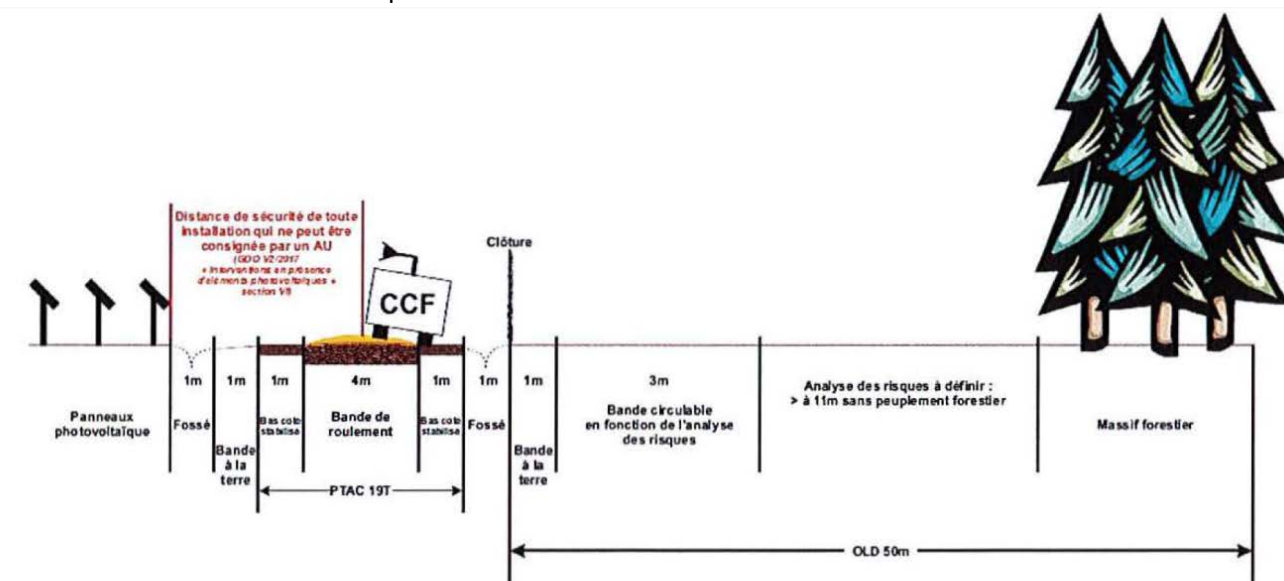 Distance de sécurité de toute
installation qui ne peut être
consignée par un AU
(GDO V2/2017
« Interventions en présence
d'éléments photovoltaïques »
section V8
CCF
Clôture
1m
1m
1m
4m
1m
1m
1m
3m
Panneaux
photovoltaïque
Fossé
Bande
à la
terre
Bas coté
stabilisé
Bande de
roulement
Bas coté
stabilisé
Fossé
Bande
à la
terre
Bande circulable
en fonction de l'analyse
des risques
Analyse des risques à définir :
> à 11m sans peuplement forestier
Massif forestier
PTAC 19T
OLD 50m